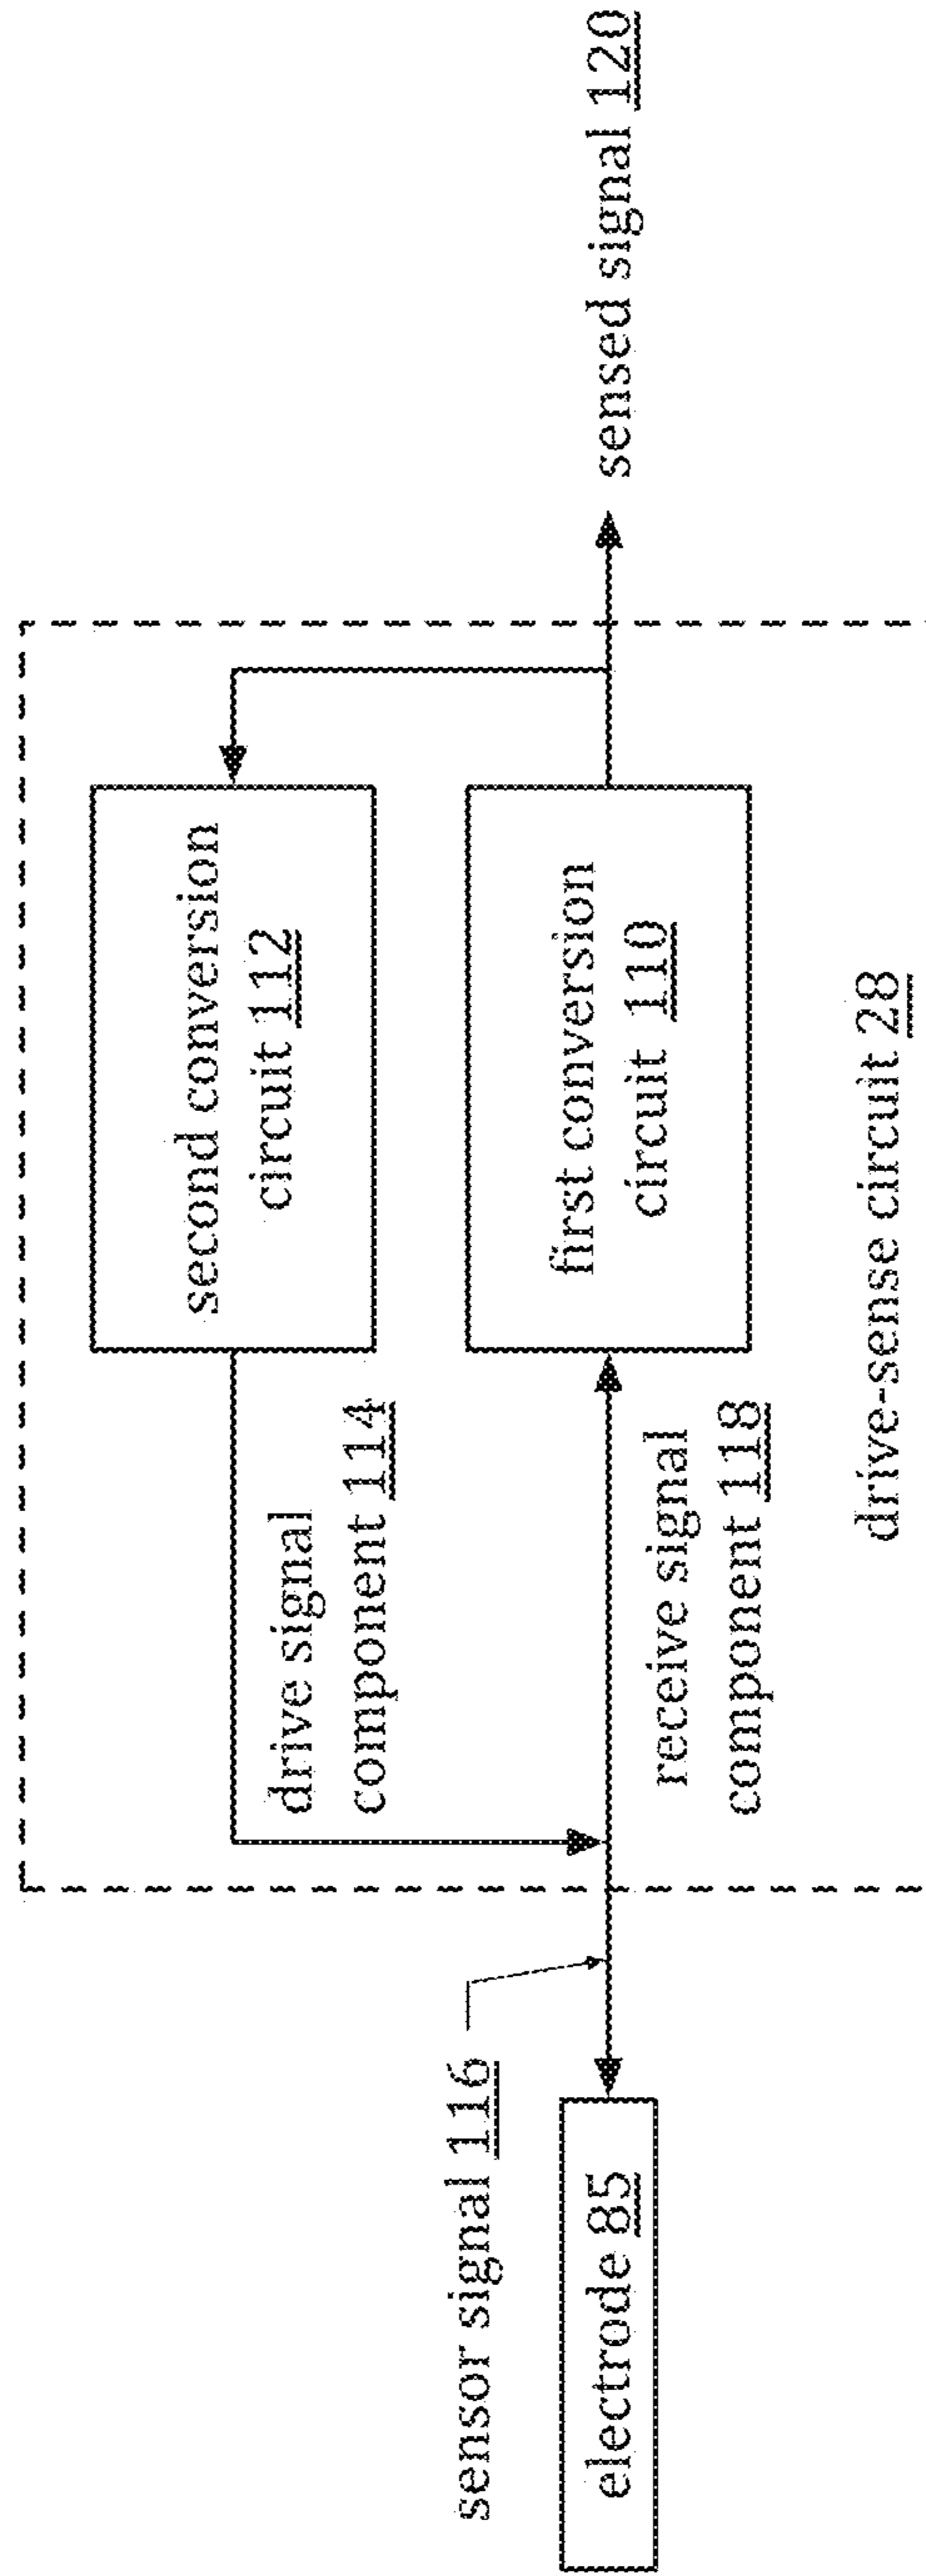 second conversion
circuit 112
drive signal
component 114
sensor signal 116
electrode 85
receive signal
component 118
first conversion
circuit 110
sensed signal 120
drive-sense circuit 28